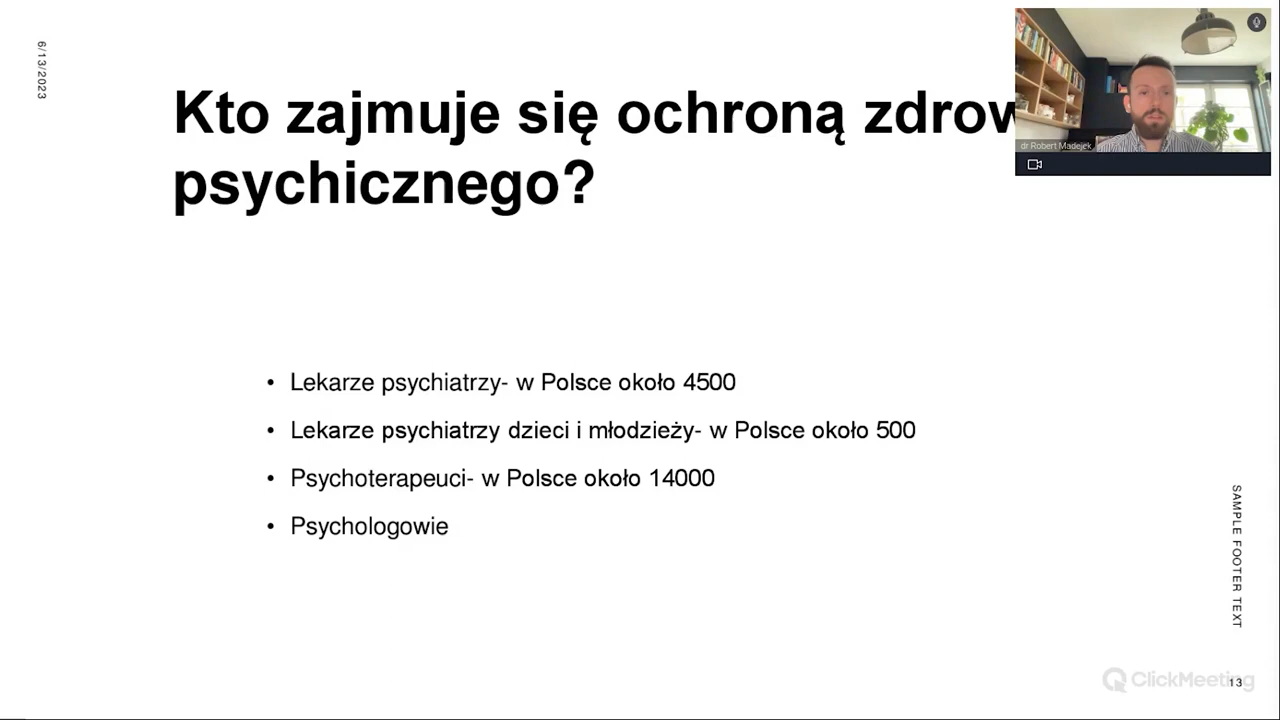 6/13/2023
Kto zajmuje się ochroną
psychicznego?
dr Robert Madejek
• Lekarze psychiatrzy- w Polsce około 4500
• Lekarze psychiatrzy dzieci i młodzieży- w Polsce około 500
• Psychoterapeuci- w Polsce około 14000
• Psychologowie
SAMPLE FOOTER TEXT
ClickMeeting
13